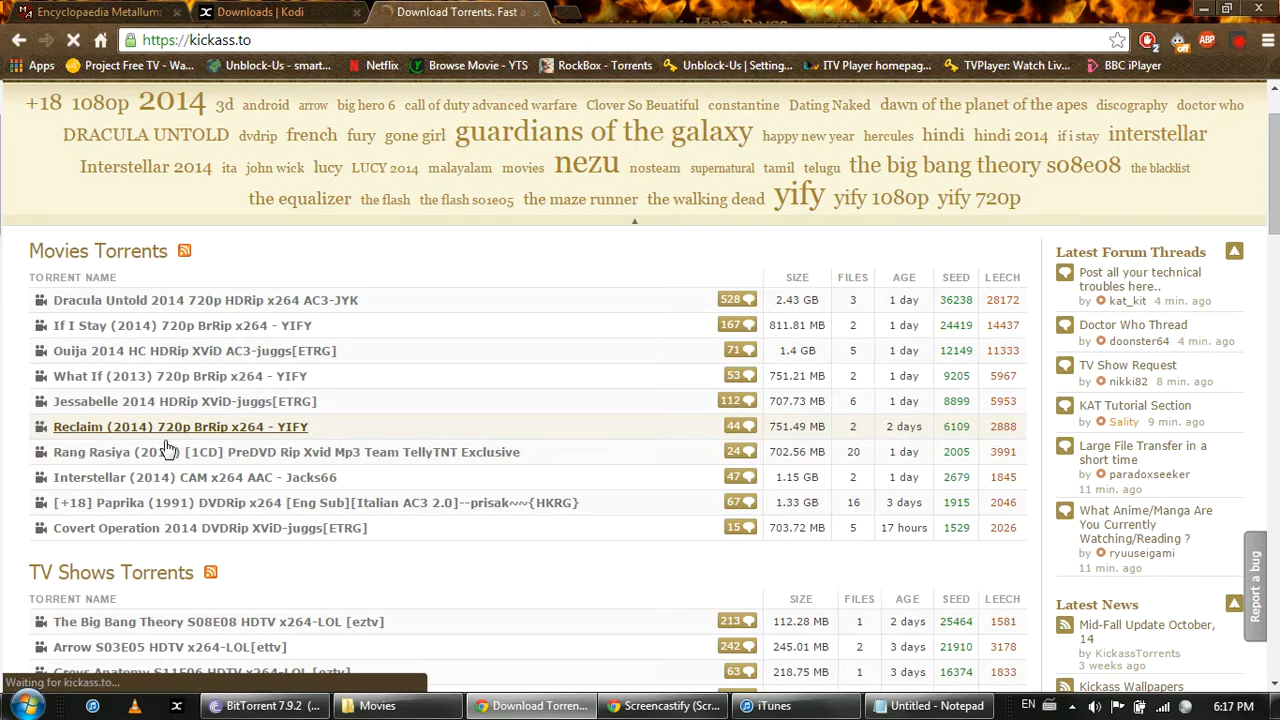 Encyclopaedia Metallum:
Downloads | Kodi
Download Torrents. Fast a
https://kickass.to
2
off
ABP
Apps
Project Free TV - Wa...
Unblock-Us - smart...
Netflix
Browse Movie - YTS
RockBox - Torrents
Unblock-Us | Setting...
ITV Player homepag...
TVPlayer: Watch Liv...
BBC iPlayer
+18 1080p 2014 3d android arrow big hero 6 call of duty advanced warfare Clover So Beuatiful constantine Dating Naked dawn of the planet of the apes discography doctor who
DRACULA UNTOLD dvdrip french fury gone girl guardians of the galaxy happy new year hercules hindi hindi 2014 if i stay interstellar
Interstellar 2014 ita john wick lucy LUCY 2014 malayalam movies nezu nosteam supernatural tamil telugu the big bang theory s08e08 the blacklist
the equalizer the flash the flash s01e05 the maze runner the walking dead yify yify 1080p yify 720p
Movies Torrents
TORRENT NAME SIZE FILES AGE SEED LEECH
Dracula Untold 2014 720p HDRip x264 AC3-JYK 528 2.43 GB 3 1 day 36238 28172
If I Stay (2014) 720p BrRip x264 - YIFY 167 811.81 MB 2 1 day 24419 14437
Ouija 2014 HC HDRip XViD AC3-juggs[ETRG] 71 1.4 GB 5 1 day 12149 11333
What If (2013) 720p BrRip x264 - YIFY 53 751.21 MB 2 1 day 9205 5967
Jessabelle 2014 HDRip XViD-juggs[ETRG] 112 707.73 MB 6 1 day 8899 5953
Reclaim (2014) 720p BrRip x264 - YIFY 44 751.49 MB 2 2 days 6109 2888
Rang Rasiya [1CD] PreDVD Rip Xvid Mp3 Team TellyTNT Exclusive 24 702.56 MB 20 1 day 2005 3991
Interstellar (2014) CAM x264 AAC - Jacks66 47 1.15 GB 2 1 day 2679 1845
[+18] Paprika (1991) DVDRip x264 [Eng Sub][Italian AC3 2.0]--prisak~~{HKRG} 67 1.33 GB 16 3 days 1915 2046
Covert Operation 2014 DVDRip XViD-juggs[ETRG] 15 703.72 MB 5 17 hours 1529 2026
TV Shows Torrents
TORRENT NAME SIZE FILES AGE SEED LEECH
The Big Bang Theory S08E08 HDTV x264-LOL [eztv] 213 112.28 MB 1 2 days 25464 1581
Arrow S03E05 HDTV x264-LOL[ettv] 242 245.01 MB 2 3 days 21910 3178
Greys Anatomy S11E06 HDTV x264-LOL [eztv] 63 218.75 MB 1 3 days 16374 1833
Latest Forum Threads
Post all your technical
troubles here..
by kat_kit 4 min. ago
Doctor Who Thread
by doonster64 4 min. ago
TV Show Request
by nikki82 8 min. ago
KAT Tutorial Section
by Sality 9 min. ago
Large File Transfer in a
short time
by paradoxseeker
11 min. ago
What Anime/Manga Are
You Currently
Watching/Reading ?
by ryuuseigami
11 min. ago
Latest News
Mid-Fall Update October,
14
by KickassTorrents
3 weeks ago
Kickass Wallpapers
Report a bug
Waiting for kickass.to...
BitTorrent 7.9.2 (...
Movies
Download Torren...
Screencastify (Scr...
iTunes
Untitled - Notepad
EN
6:17 PM